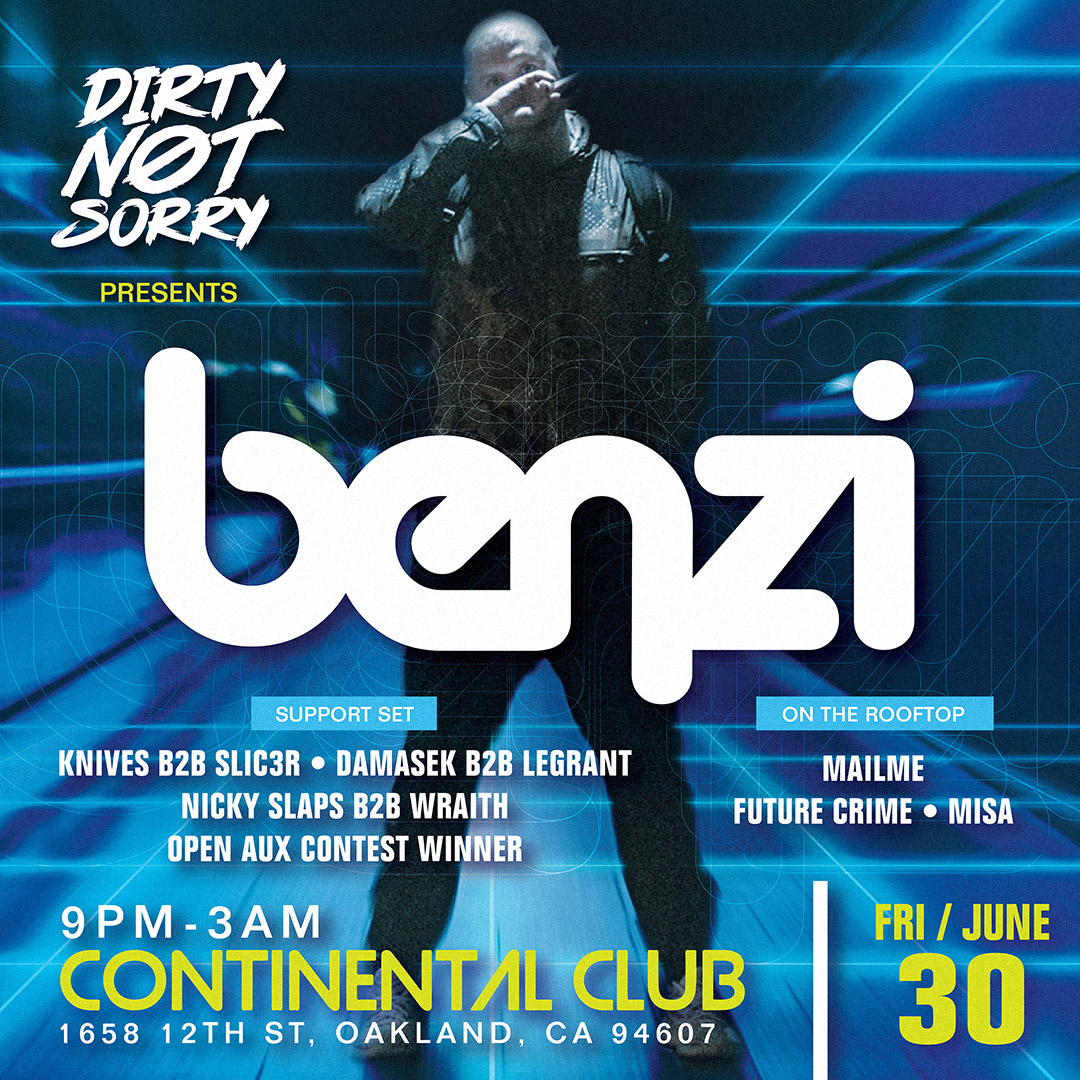 DIRTY
NØT
SORRY
PRESENTS
benzi
SUPPORT SET
KNIVES B2B SLIC3R • DAMASEK B2B LEGRANT
NICKY SLAPS B2B WRAITH
OPEN AUX CONTEST WINNER
ON THE ROOFTOP
MAILME
FUTURE CRIME • MISA
9PM-3AM
CONTINENTAL CLUB
1658 12TH ST, OAKLAND, CA 94607
FRI / JUNE
30